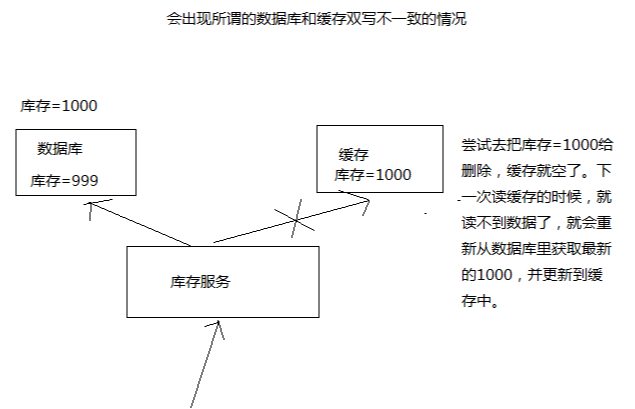 会出现所谓的数据库和缓存双写不一致的情况
库存=1000
数据库
库存=999
缓存
库存=1000
尝试去把库存=1000给
删除，缓存就空了。下
一次读缓存的时候，就
读不到数据了，就会重
新从数据库里获取最新
的1000，并更新到缓
存中。
库存服务